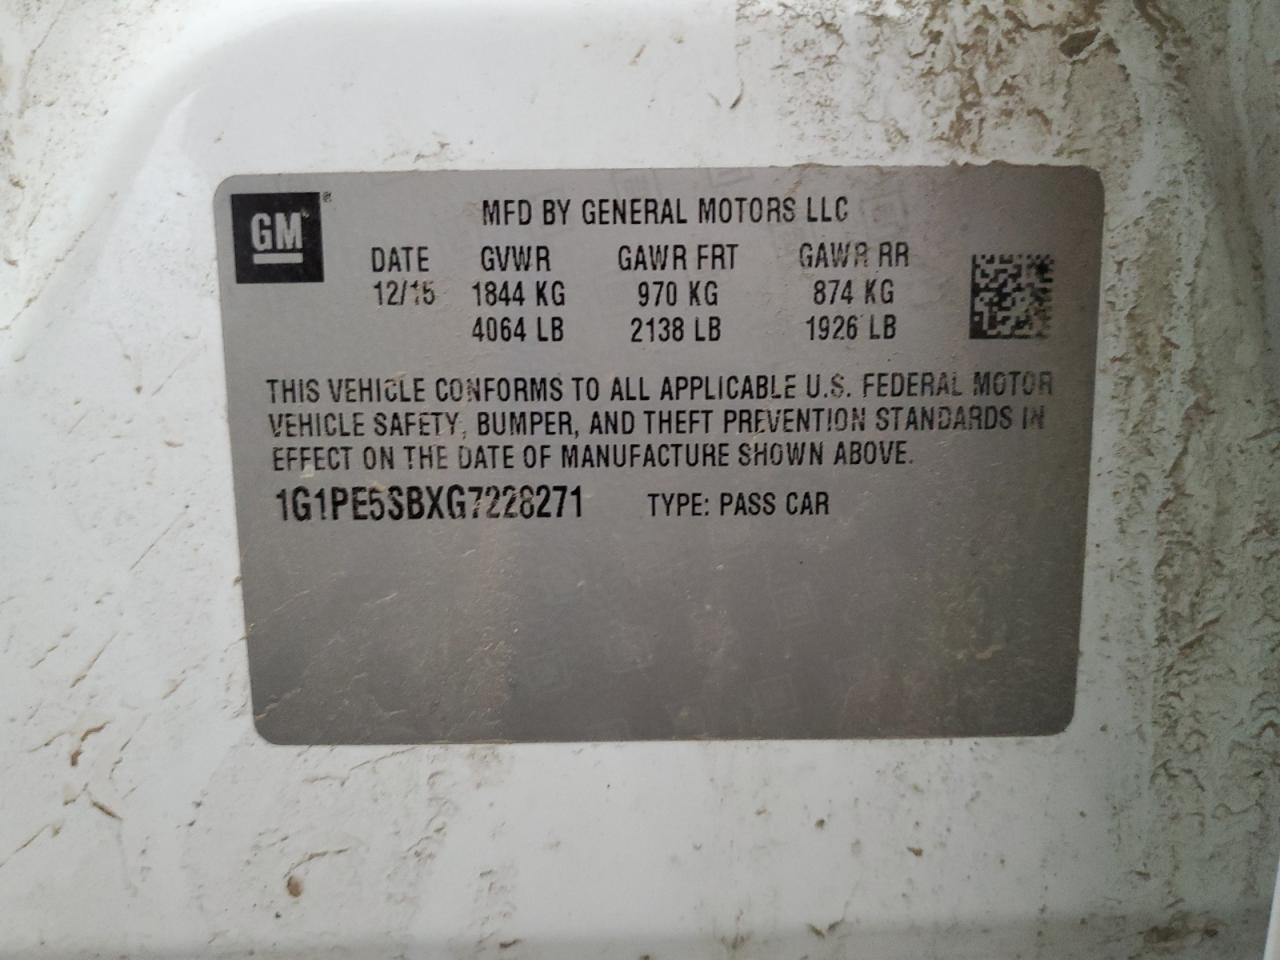 GM
MFD BY GENERAL MOTORS LLC
DATE GVWR GAWR FRT GAWR RR
12/15 1844 KG 970 KG 874 KG
4064 LB 2138 LB 1926 LB
THIS VEHICLE CONFORMS TO ALL APPLICABLE U.S. FEDERAL MOTOR
VEHICLE SAFETY, BUMPER, AND THEFT PREVENTION STANDARDS IN
EFFECT ON THE DATE OF MANUFACTURE SHOWN ABOVE.
1G1PE5SBXG7228271 TYPE: PASS CAR